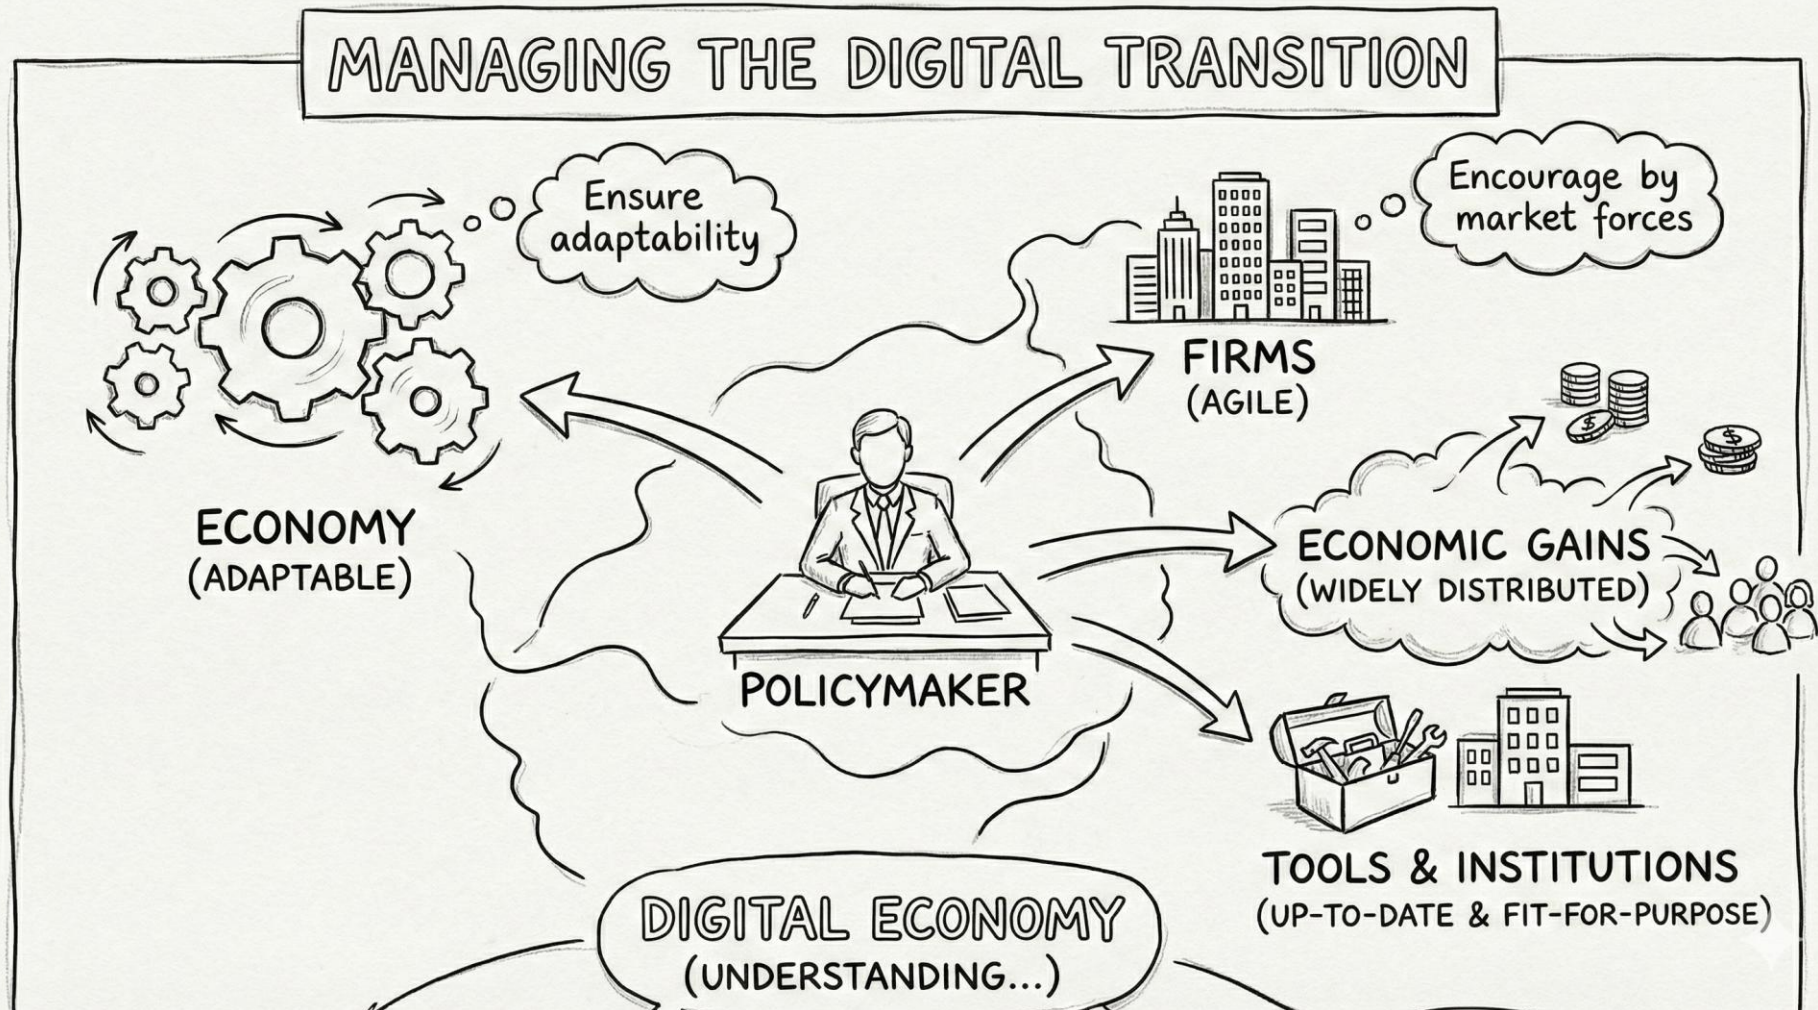 MANAGING THE DIGITAL TRANSITION
Ensure
adaptability
Encourage by
market forces
FIRMS
(AGILE)
ECONOMY
(ADAPTABLE)
$
$
ECONOMIC GAINS
(WIDELY DISTRIBUTED)
POLICYMAKER
TOOLS & INSTITUTIONS
(UP-TO-DATE & FIT-FOR-PURPOSE)
DIGITAL ECONOMY
(UNDERSTANDING...)